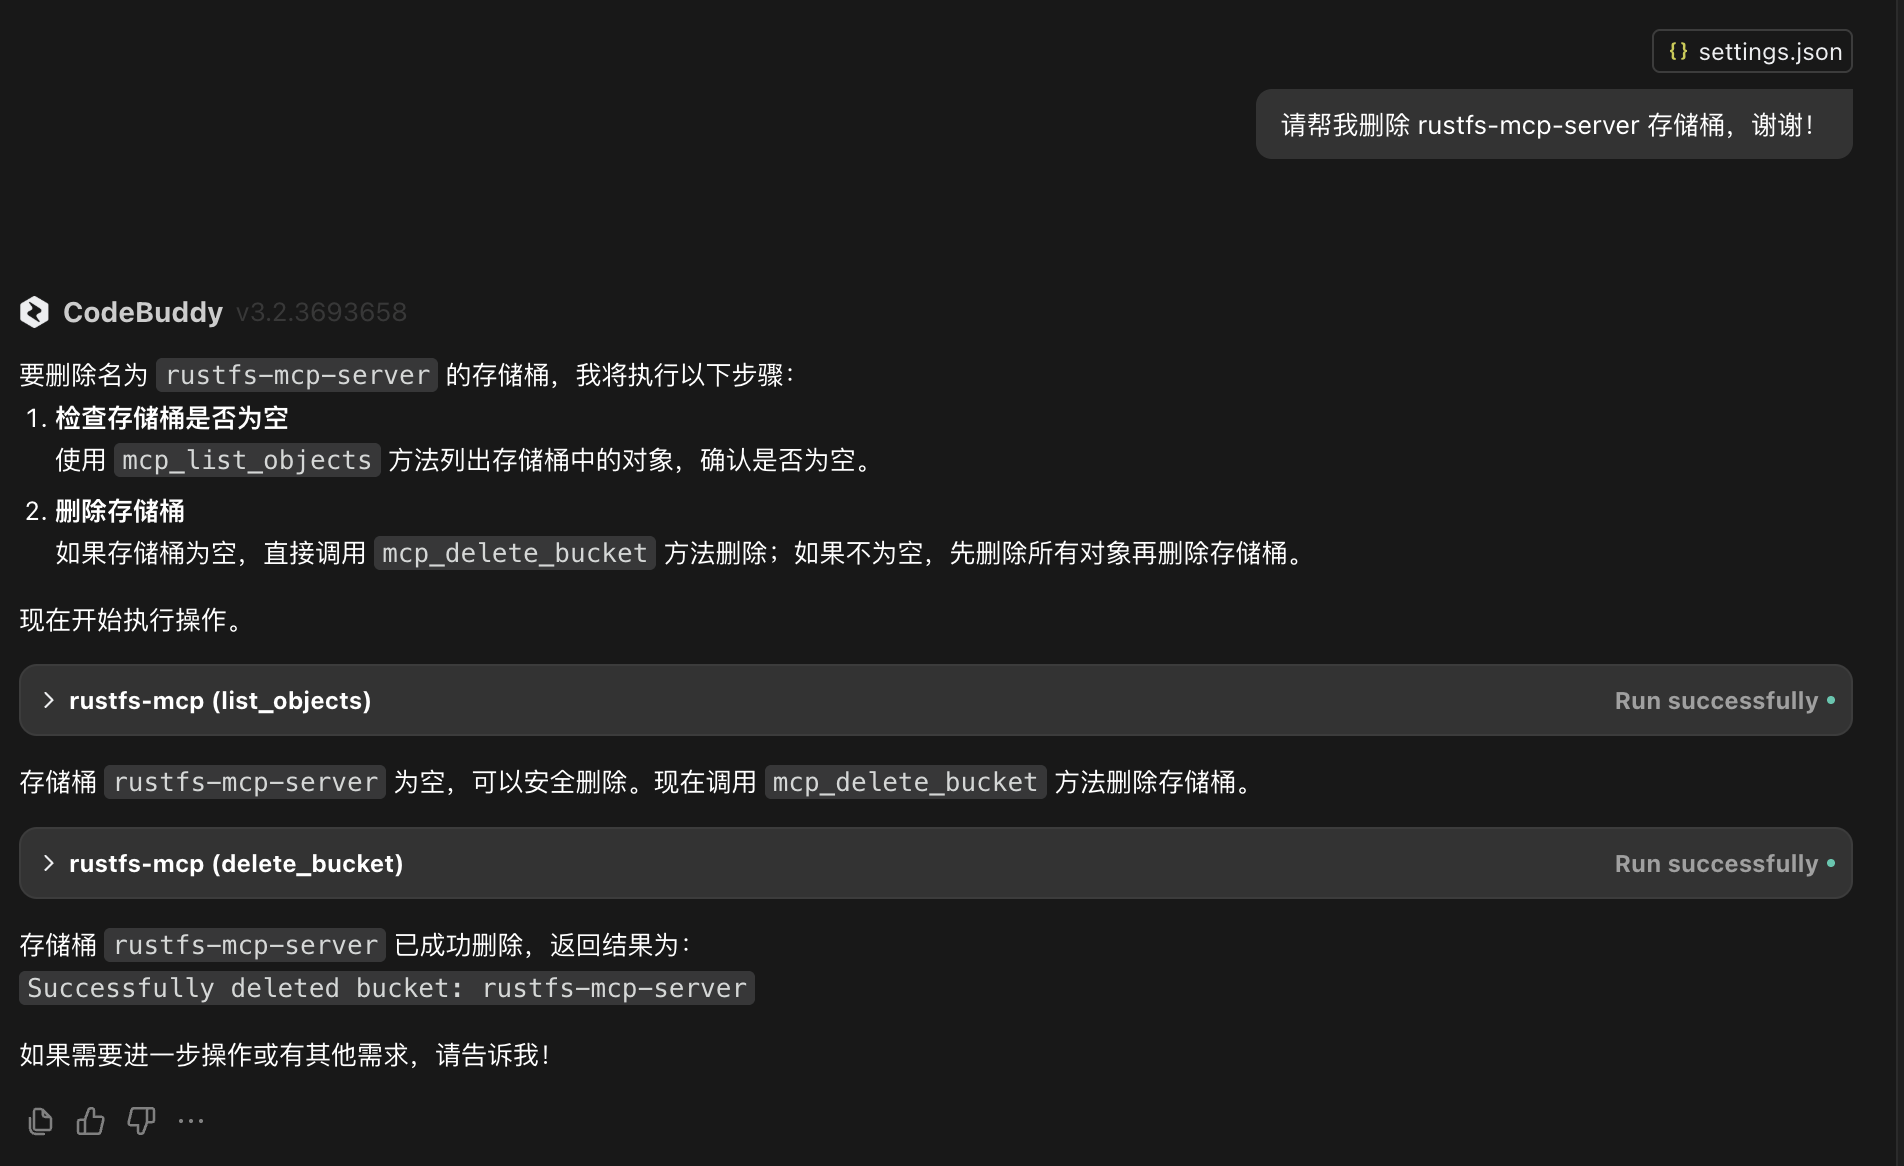 {} settings.json
请帮我删除 rustfs-mcp-server 存储桶，谢谢！
CodeBuddy v3.2.3693658
要删除名为 rustfs-mcp-server 的存储桶，我将执行以下步骤：
1. 检查存储桶是否为空
使用 mcp_list_objects 方法列出存储桶中的对象，确认是否为空。
2. 删除存储桶
如果存储桶为空，直接调用 mcp_delete_bucket 方法删除；如果不为空，先删除所有对象再删除存储桶。
现在开始执行操作。
rustfs-mcp (list_objects) Run successfully
存储桶 rustfs-mcp-server 为空，可以安全删除。现在调用 mcp_delete_bucket 方法删除存储桶。
rustfs-mcp (delete_bucket) Run successfully
存储桶 rustfs-mcp-server 已成功删除，返回结果为：
Successfully deleted bucket: rustfs-mcp-server
如果需要进一步操作或有其他需求，请告诉我！